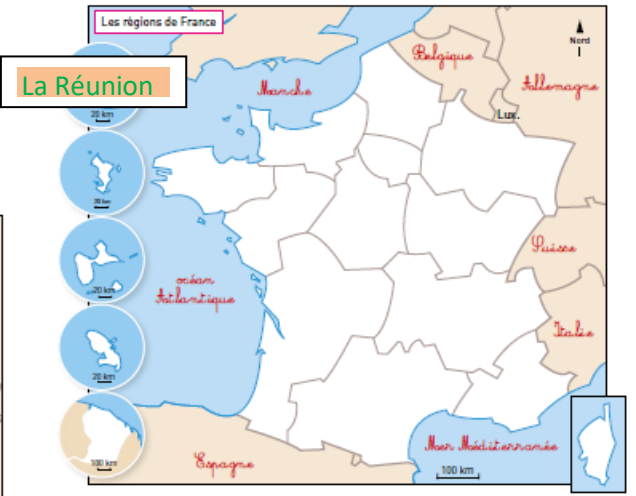 Les régions de France
Nord
Belgique
Allemagne
Manche
La Réunion
Lux.
20 km
20 km
Suisse
océan
Atlantique
20 km
Italie
20 km
Mer Méditerranée
100 km
Espagne
100 km